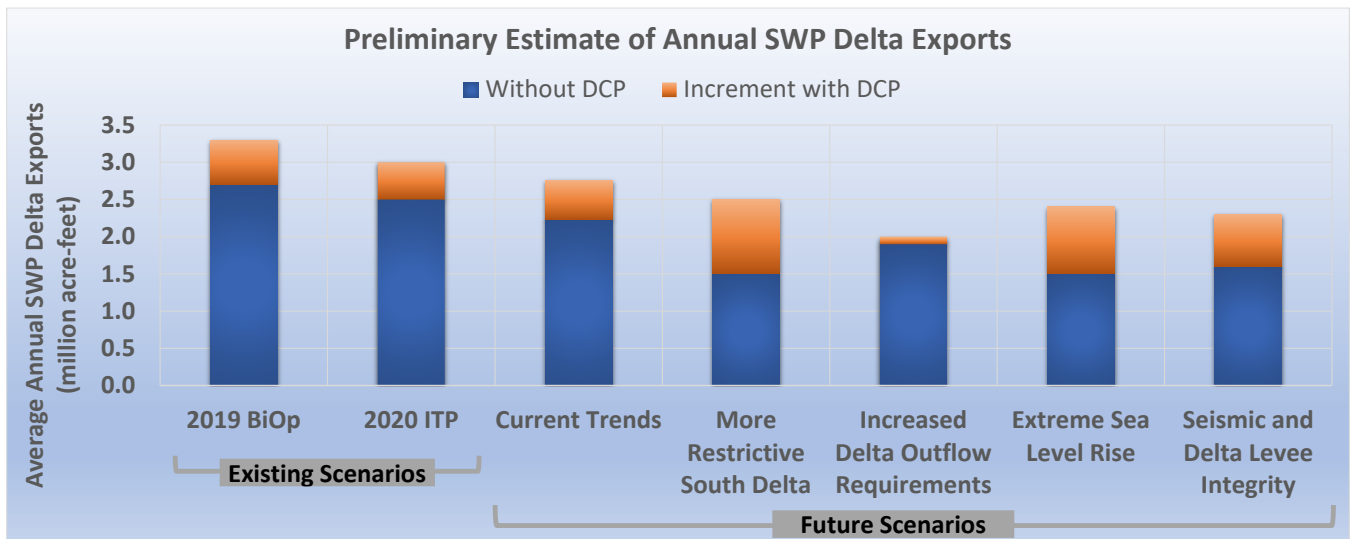 Preliminary Estimate of Annual SWP Delta Exports
Without DCP Increment with DCP
Average Annual SWP Delta Exports
(million acre-feet)
3.5
3.0
2.5
2.0
1.5
1.0
0.5
0.0
2019 BiOp 2020 ITP Current Trends More Increased Extreme Sea Seismic and
Restrictive Delta Outflow Level Rise Delta Levee
South Delta Requirements Integrity
Existing Scenarios
Future Scenarios